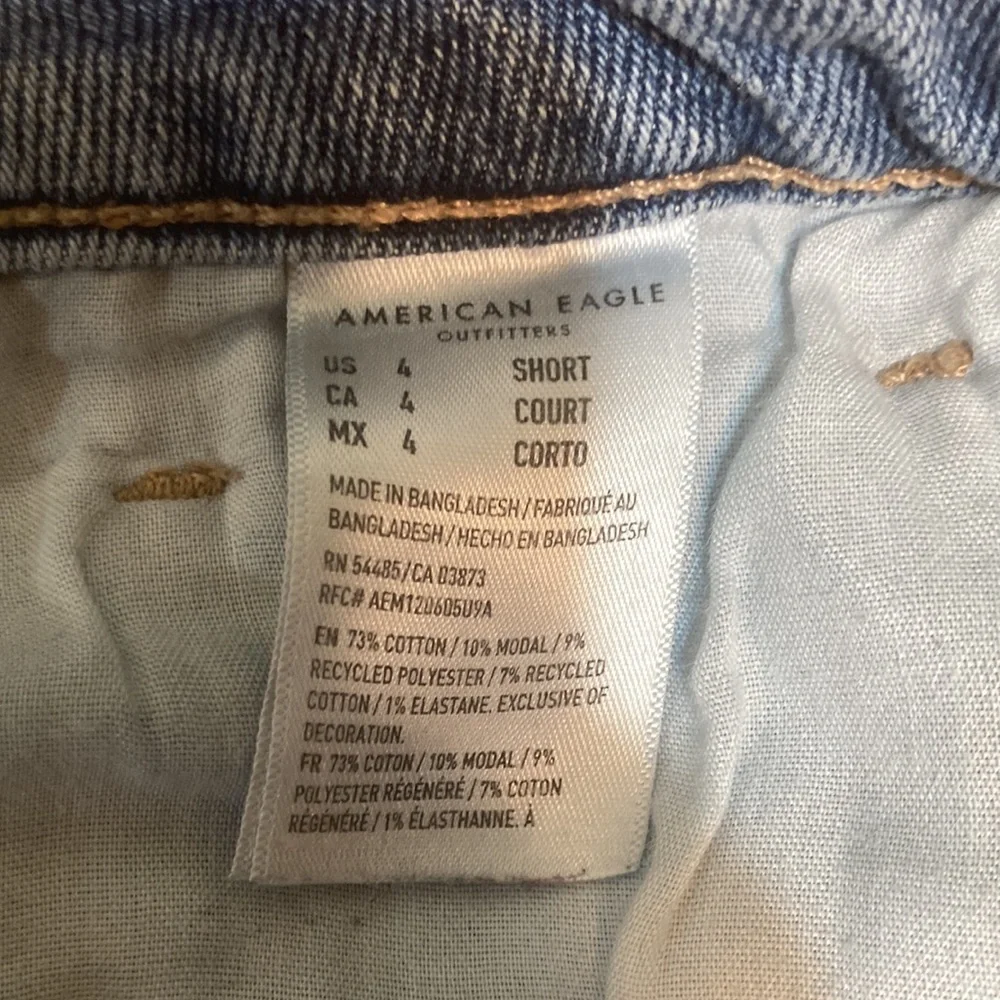 AMERICAN EAGLE
OUTFITTERS
US 4 SHORT
CA 4 COURT
MX 4 CORTO
MADE IN BANGLADESH / FABRIQUÉ AU
BANGLADESH / HECHO EN BANGLADESH
RN 54485 / CA 03873
RFC# AEM120605U9A
EN 73% COTTON / 10% MODAL / 9%
RECYCLED POLYESTER / 7% RECYCLED
COTTON / 1% ELASTANE. EXCLUSIVE OF
DECORATION.
FR 73% COTON / 10% MODAL / 9%
POLYESTER RÉGÉNÉRÉ / 7% COTON
RÉGÉNÉRÉ / 1% ÉLASTHANNE. À